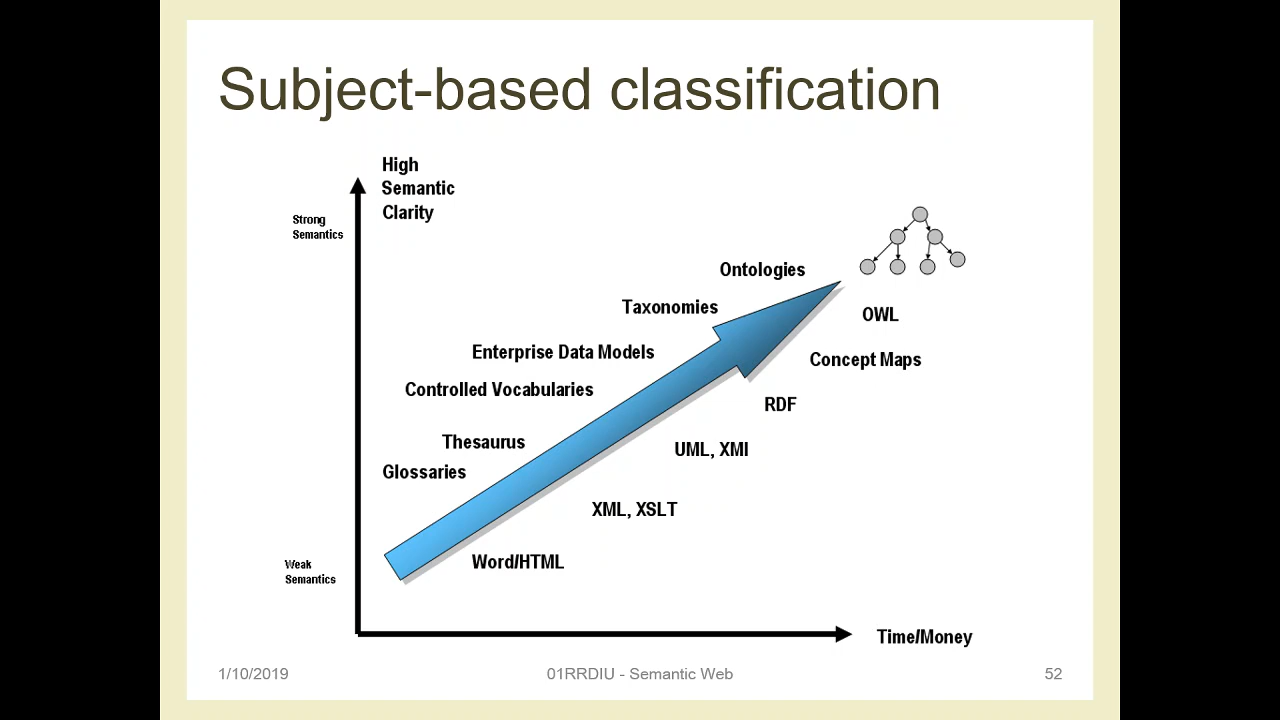 Subject-based classification
High
Semantic
Clarity
Strong
Semantics
Ontologies
Taxonomies
OWL
Enterprise Data Models
Concept Maps
Controlled Vocabularies
RDF
Thesaurus
UML, XMI
Glossaries
XML, XSLT
Word/HTML
Weak
Semantics
Time/Money
1/10/2019
01RRDIU - Semantic Web
52